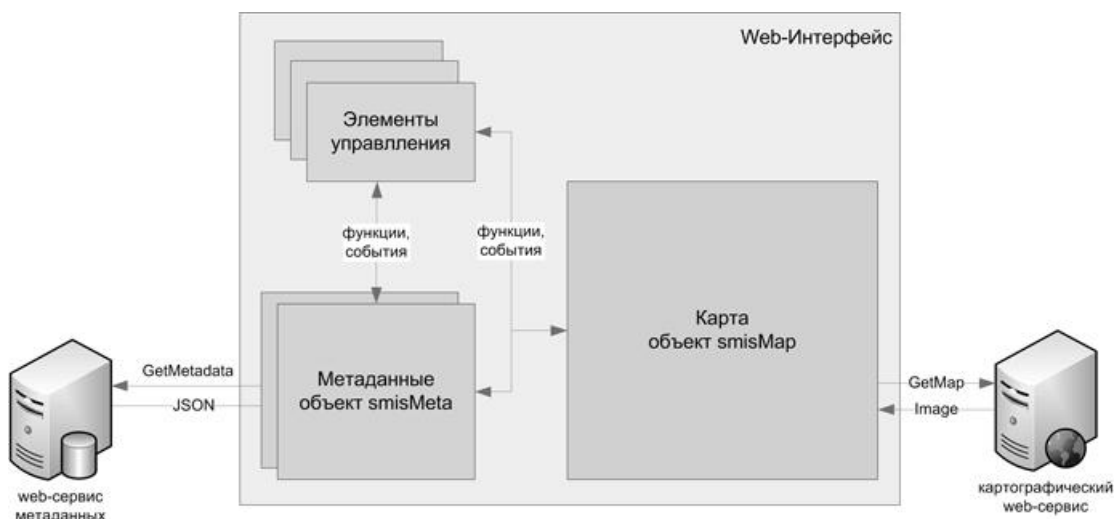 Web-Интерфейс
Элементы
управлления
функции,
события
функции,
события
Карта
объект smisMap
Метаданные
объект smisMeta
GetMetadata
JSON
GetMap
Image
web-сервис
метаданных
картографический
web-сервис